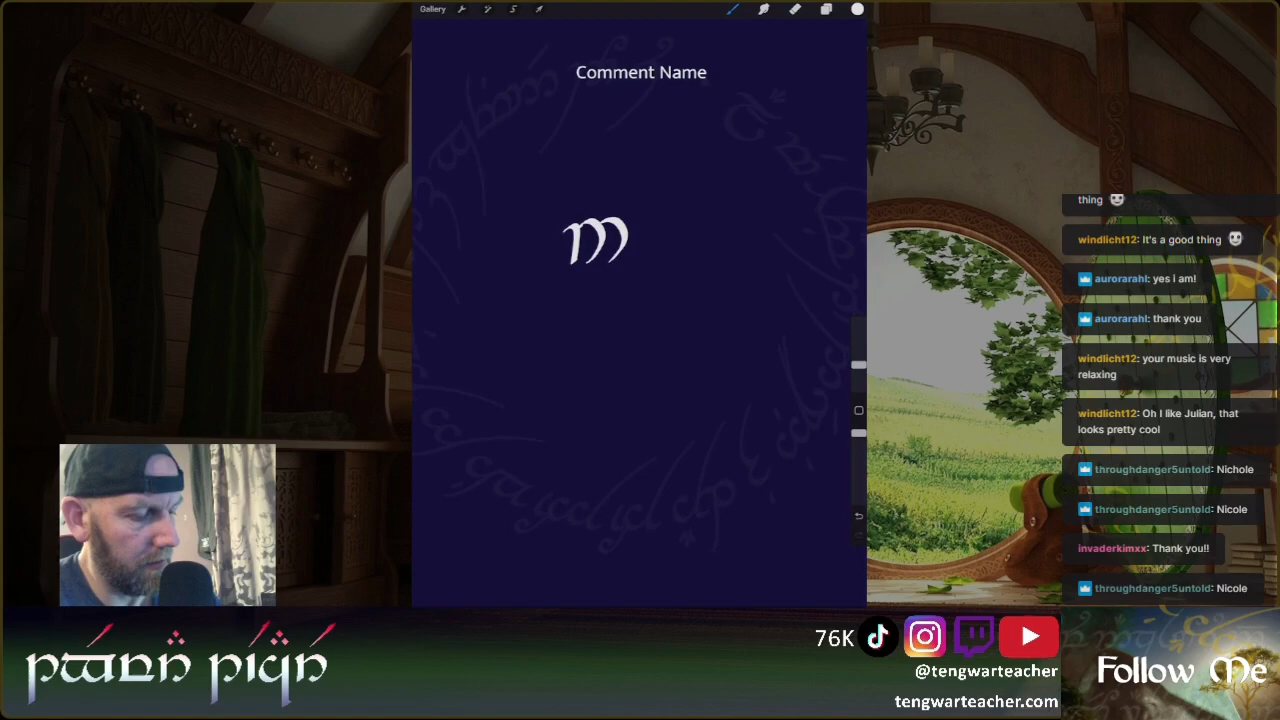 Gallery
Comment Name
thing
windlicht12: It's a good thing
aurorarahl: yes i am!
aurorarahl: thank you
windlicht12: your music is very
relaxing
windlicht12: Oh I like Julian, that
looks pretty cool
throughdanger5untold: Nichole
throughdanger5untold: Nicole
invaderkimxx: Thank you!!
throughdanger5untold: Nicole
76K
@tengwarteacher
tengwarteacher.com
Follow Me